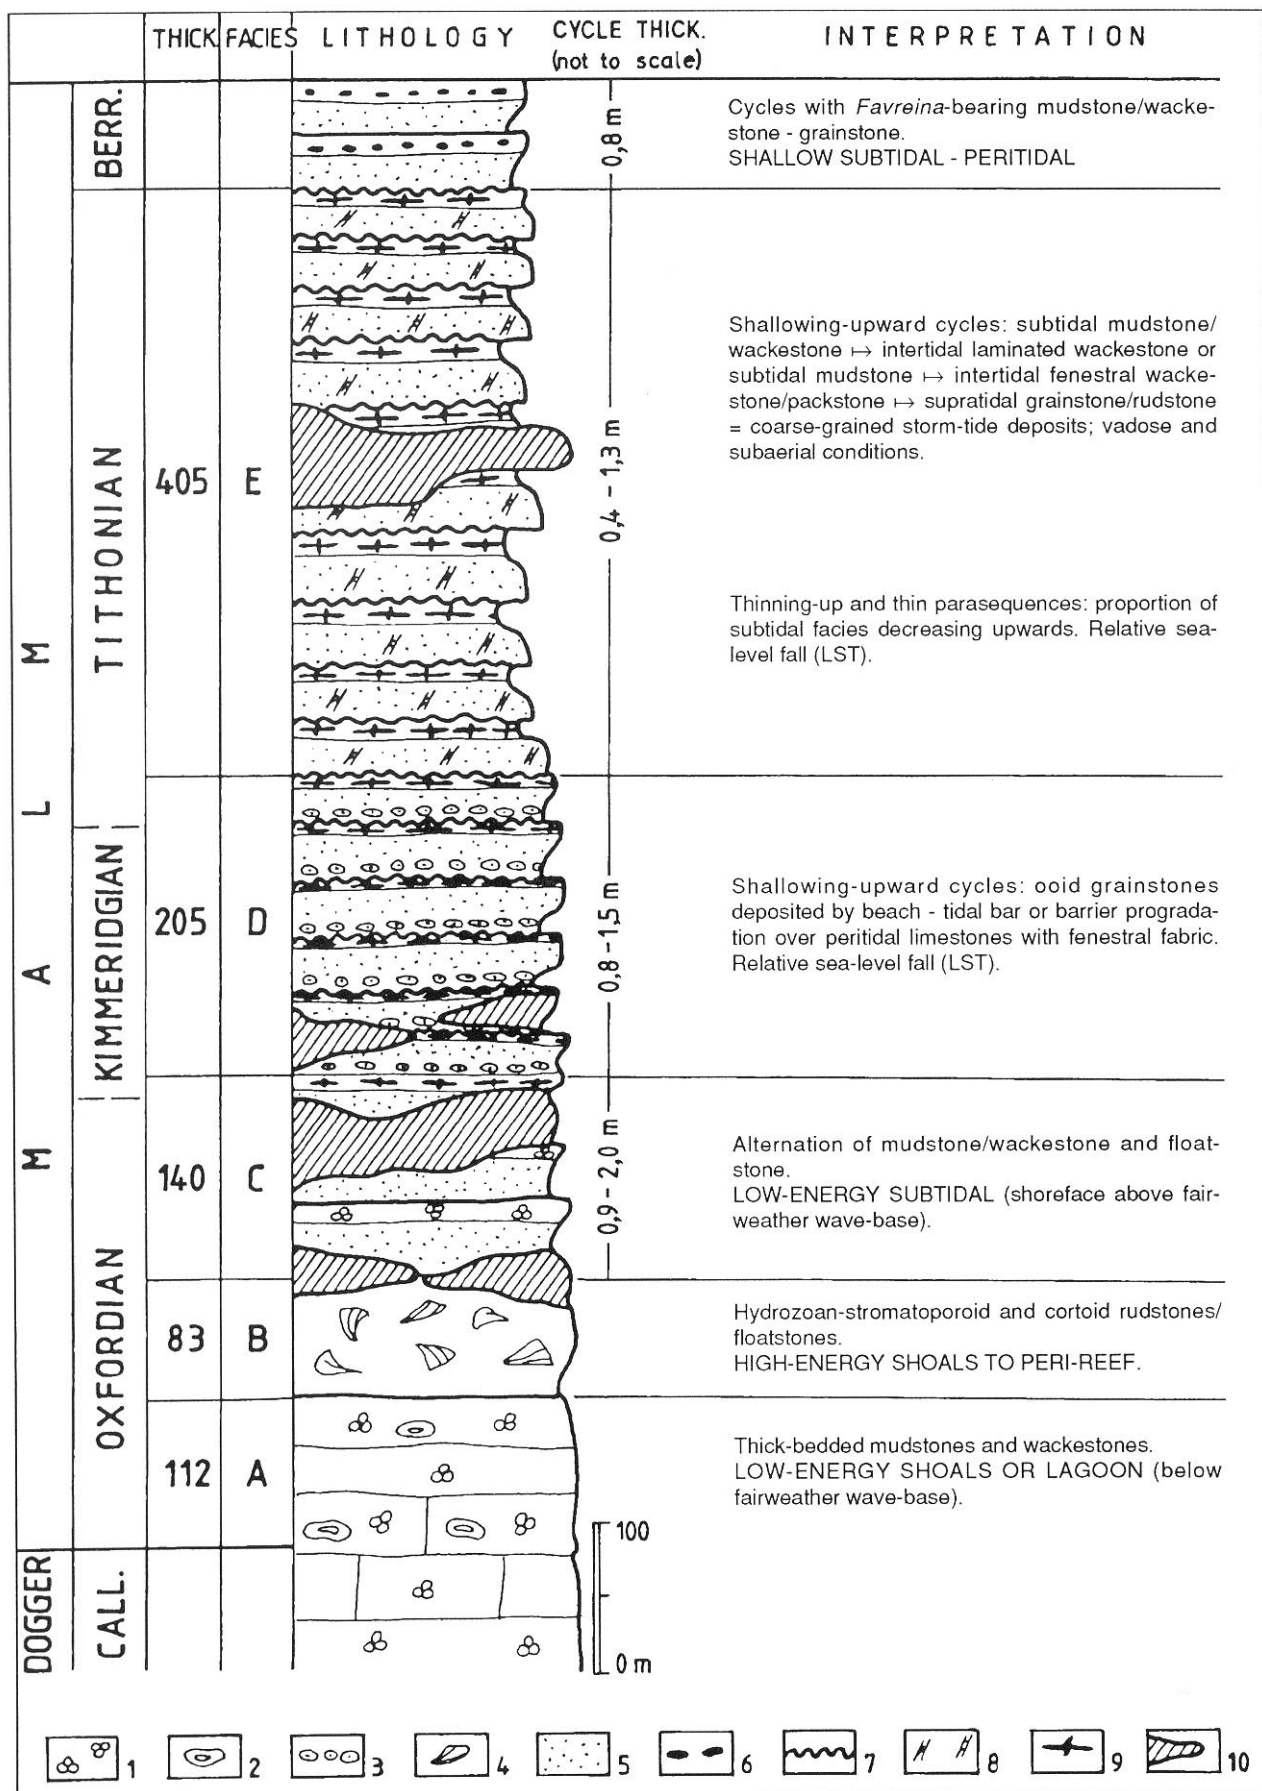 THICK. FACIES LITHOLOGY CYCLE THICK. INTERPRETATION
(not to scale)
BERR.
0,8 m
Cycles with Favreina-bearing mudstone/wacke-
stone - grainstone.
SHALLOW SUBTIDAL - PERITIDAL
MALM
TITHONIAN
405 E
0,4 - 1,3 m
Shallowing-upward cycles: subtidal mudstone/
wackestone ↦ intertidal laminated wackestone or
subtidal mudstone ↦ intertidal fenestral wacke-
stone/packstone ↦ supratidal grainstone/rudstone
= coarse-grained storm-tide deposits; vadose and
subaerial conditions.
Thinning-up and thin parasequences: proportion of
subtidal facies decreasing upwards. Relative sea-
level fall (LST).
KIMMERIDGIAN
205 D
0,8 - 1,5 m
Shallowing-upward cycles: ooid grainstones
deposited by beach - tidal bar or barrier prograda-
tion over peritidal limestones with fenestral fabric.
Relative sea-level fall (LST).
OXFORDIAN
140 C
0,9 - 2,0 m
Alternation of mudstone/wackestone and float-
stone.
LOW-ENERGY SUBTIDAL (shoreface above fair-
weather wave-base).
83 B
Hydrozoan-stromatoporoid and cortoid rudstones/
floatstones.
HIGH-ENERGY SHOALS TO PERI-REEF.
112 A
Thick-bedded mudstones and wackestones.
LOW-ENERGY SHOALS OR LAGOON (below
fairweather wave-base).
DOGGER
CALL.
100
0 m
1 2 3 4 5 6 7 8 9 10